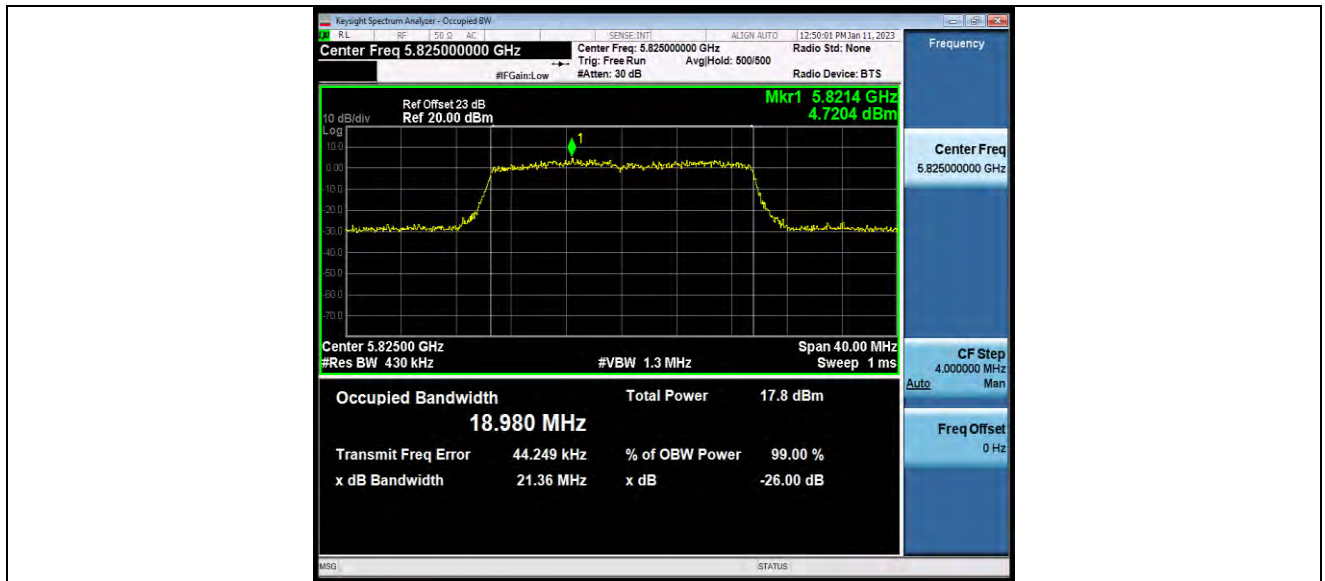 Keysight Spectrum Analyzer - Occupied BW
RL RF 50 Ω AC SENSE:INT ALIGN AUTO 12:50:01 PM Jan 11, 2023
Center Freq 5.825000000 GHz Center Freq: 5.825000000 GHz Radio Std: None
Trig: Free Run Avg|Hold: 500/500
#IFGain:Low #Atten: 30 dB Radio Device: BTS
Frequency
Mkr1 5.8214 GHz
4.7204 dBm
Ref Offset 23 dB
10 dB/div Ref 20.00 dBm
Log
10.0
0.00
-10.0
-20.0
-30.0
-40.0
-50.0
-60.0
-70.0
1
Center 5.82500 GHz Span 40.00 MHz
#Res BW 430 kHz #VBW 1.3 MHz Sweep 1 ms
Occupied Bandwidth Total Power 17.8 dBm
18.980 MHz
Transmit Freq Error 44.249 kHz % of OBW Power 99.00 %
x dB Bandwidth 21.36 MHz x dB -26.00 dB
Center Freq
5.825000000 GHz
CF Step
4.000000 MHz
Auto Man
Freq Offset
0 Hz
MSG STATUS